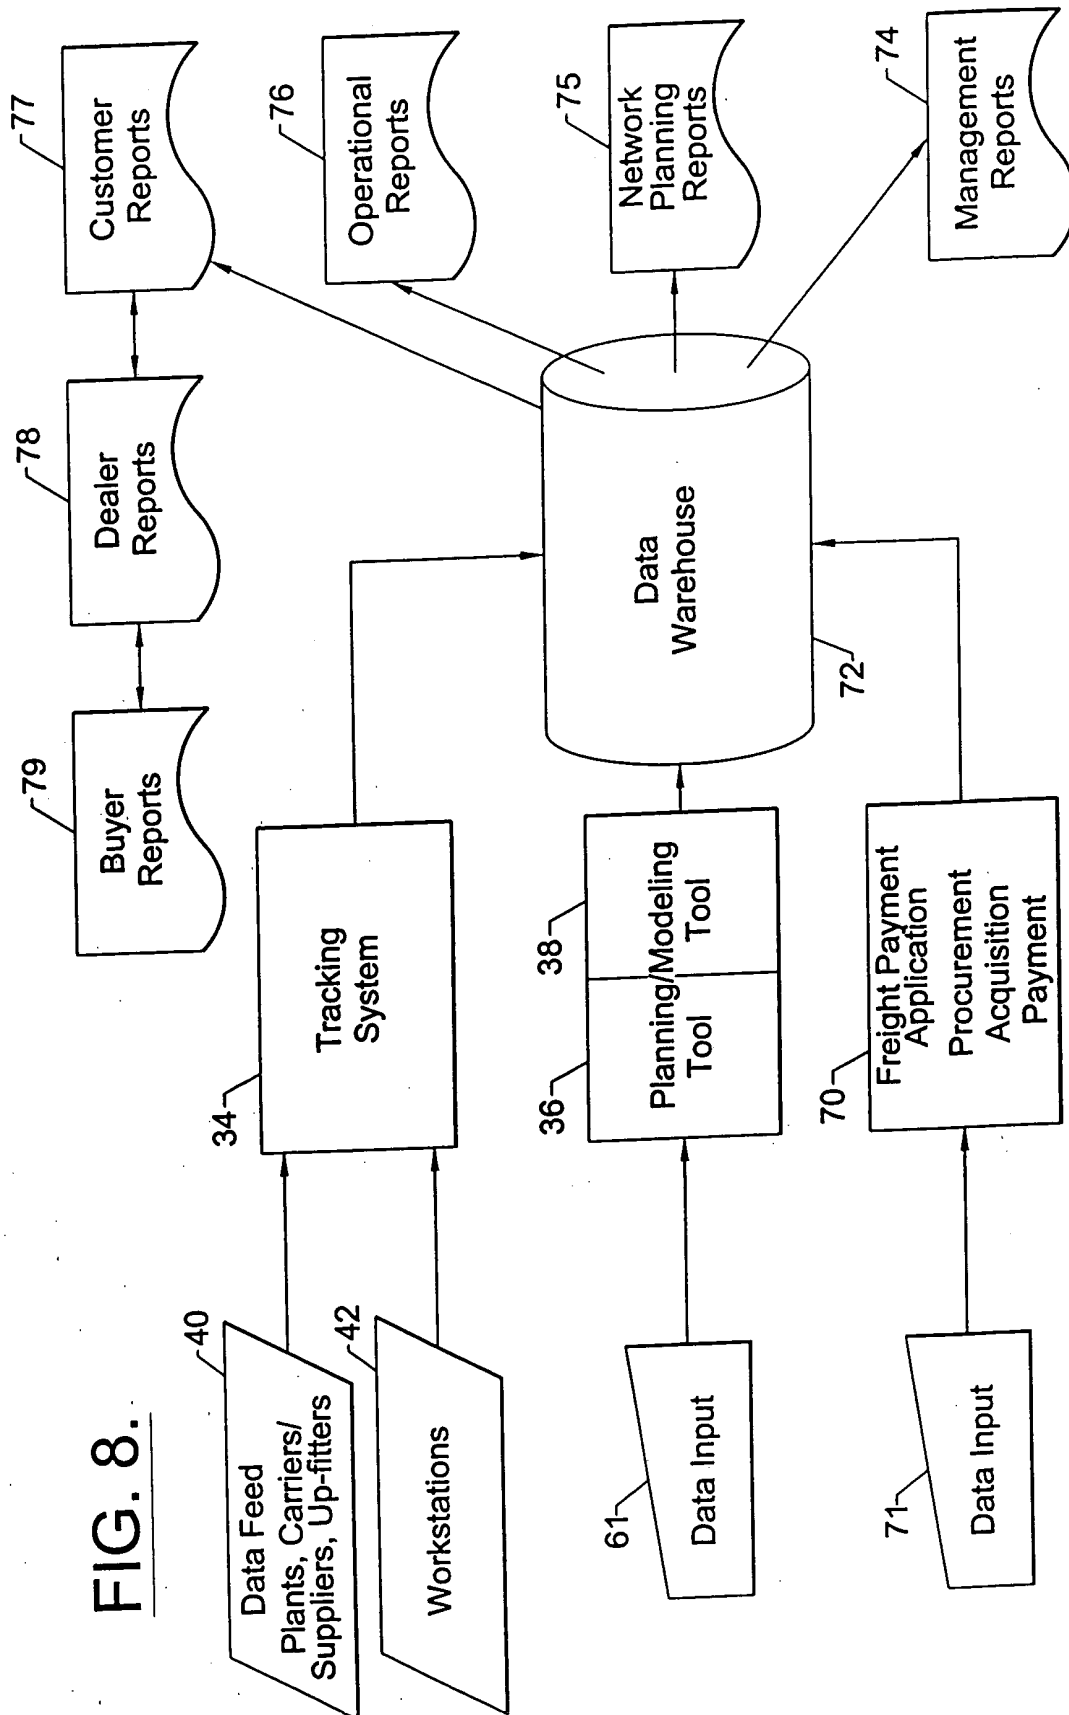 FIG. 8.
79
Buyer
Reports
78
Dealer
Reports
77
Customer
Reports
40
Data Feed
Plants, Carriers/
Suppliers, Up-fitters
34
Tracking
System
76
Operational
Reports
42
Workstations
61
Data Input
36
38
Planning/Modeling
Tool
Tool
Data
Warehouse
72
75
Network
Planning
Reports
71
Data Input
70
Freight Payment
Application
Procurement
Acquisition
Payment
74
Management
Reports